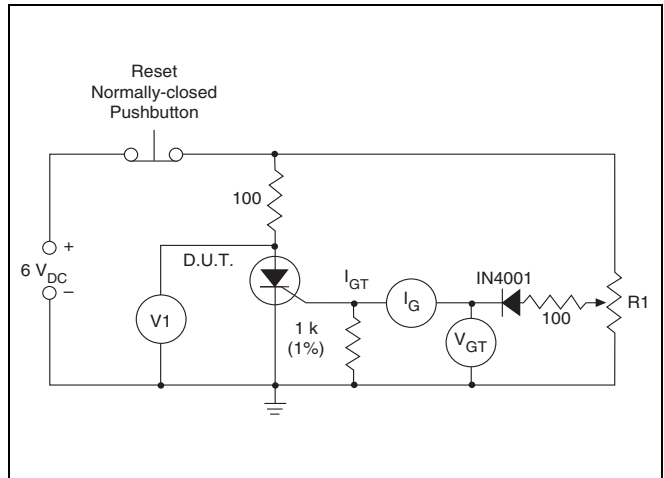 Reset
Normally-closed
Pushbutton
100
D.U.T.
6 VDC
+
–
V1
IGT
IG
1 k
(1%)
IN4001
100
R1
VGT